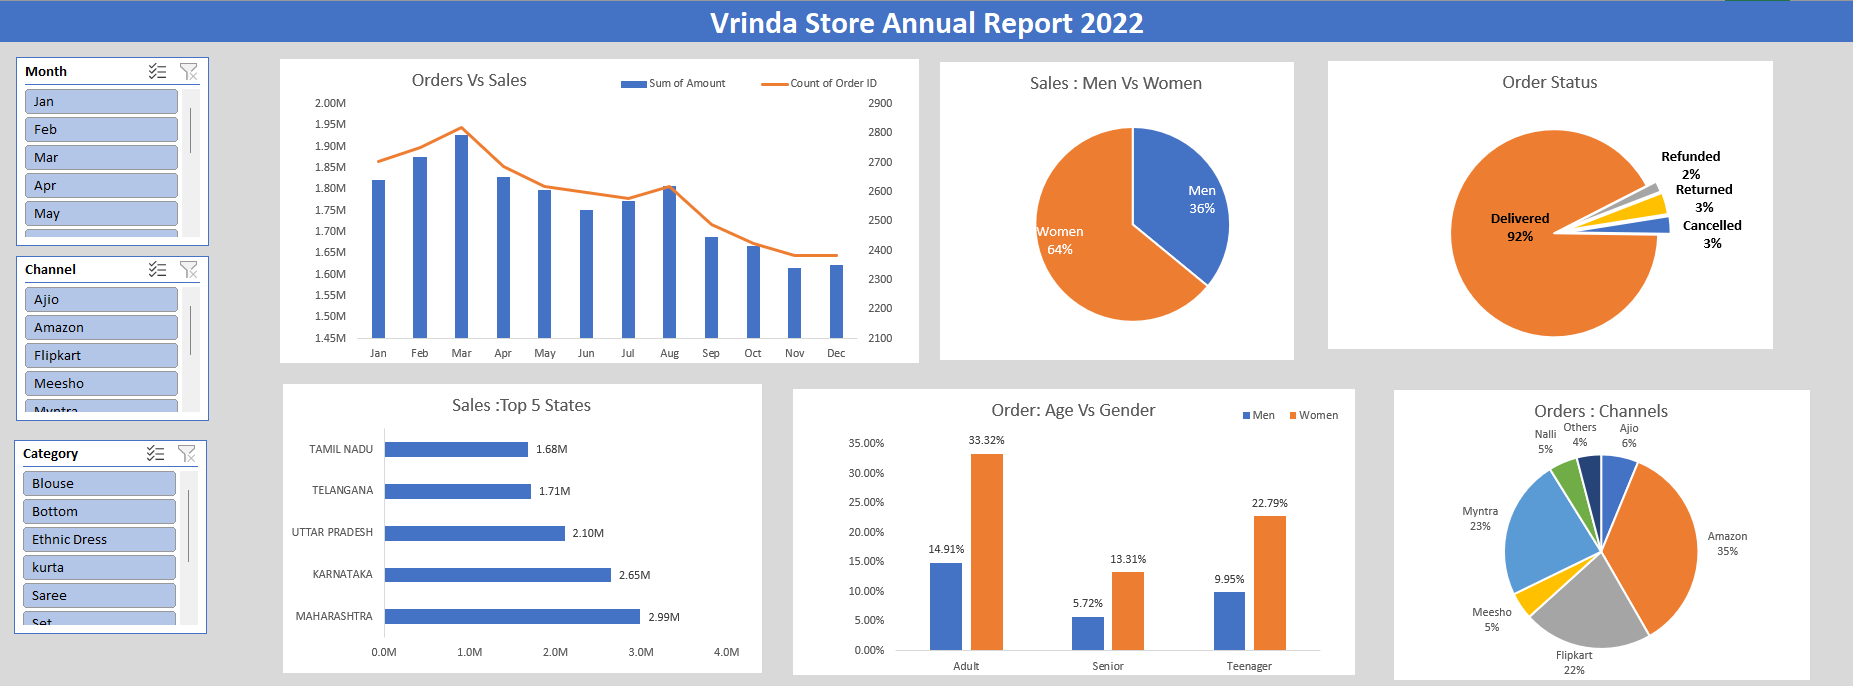 Vrinda Store Annual Report 2022
Month
Jan
Feb
Mar
Apr
May
Channel
Ajio
Amazon
Flipkart
Meesho
Myntra
Category
Blouse
Bottom
Ethnic Dress
kurta
Saree
Set
Orders Vs Sales
Sum of Amount
Count of Order ID
2.00M
1.95M
1.90M
1.85M
1.80M
1.75M
1.70M
1.65M
1.60M
1.55M
1.50M
1.45M
2900
2800
2700
2600
2500
2400
2300
2200
2100
Jan Feb Mar Apr May Jun Jul Aug Sep Oct Nov Dec
Sales : Men Vs Women
Men
36%
Women
64%
Order Status
Refunded
2%
Returned
3%
Cancelled
3%
Delivered
92%
Sales :Top 5 States
TAMIL NADU 1.68M
TELANGANA 1.71M
UTTAR PRADESH 2.10M
KARNATAKA 2.65M
MAHARASHTRA 2.99M
0.0M 1.0M 2.0M 3.0M 4.0M
Order: Age Vs Gender
Men Women
35.00%
30.00%
25.00%
20.00%
15.00%
10.00%
5.00%
0.00%
14.91% 33.32%
5.72% 13.31%
9.95% 22.79%
Adult Senior Teenager
Orders : Channels
Ajio
6%
Amazon
35%
Flipkart
22%
Meesho
5%
Myntra
23%
Nalli
5%
Others
4%